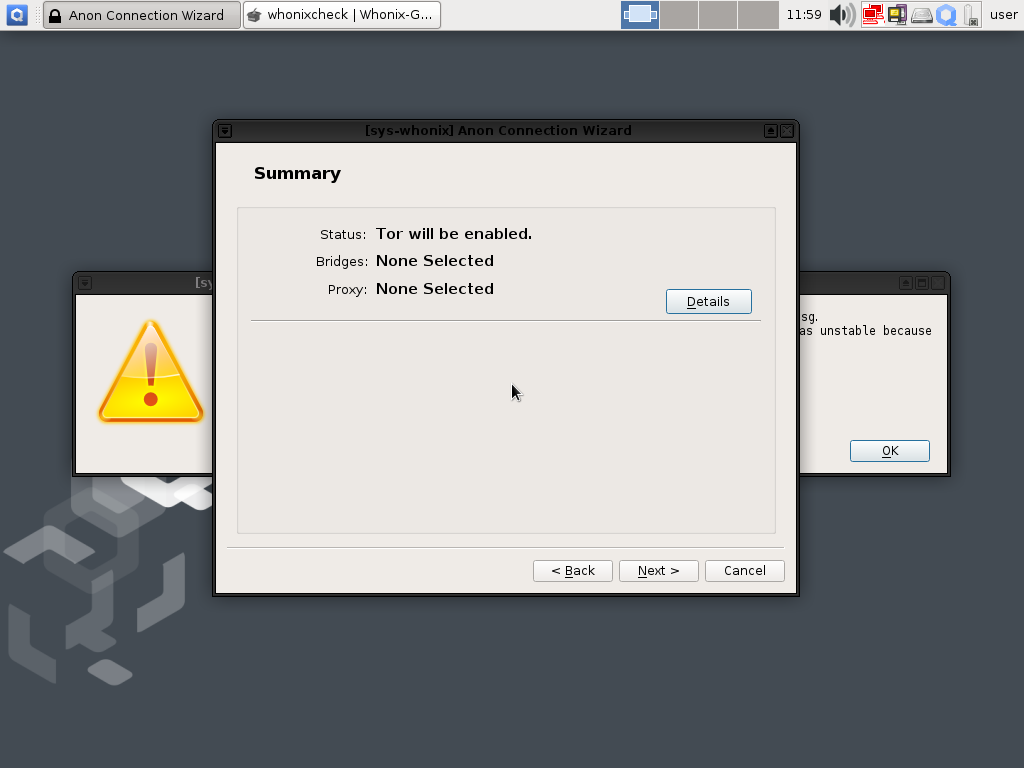 Anon Connection Wizard
whonixcheck | Whonix-G...
11:59
user
[sys-whonix] Anon Connection Wizard
Summary
Status: Tor will be enabled.
Bridges: None Selected
Proxy: None Selected
Details
[sy
sg.
as unstable because
OK
< Back
Next >
Cancel